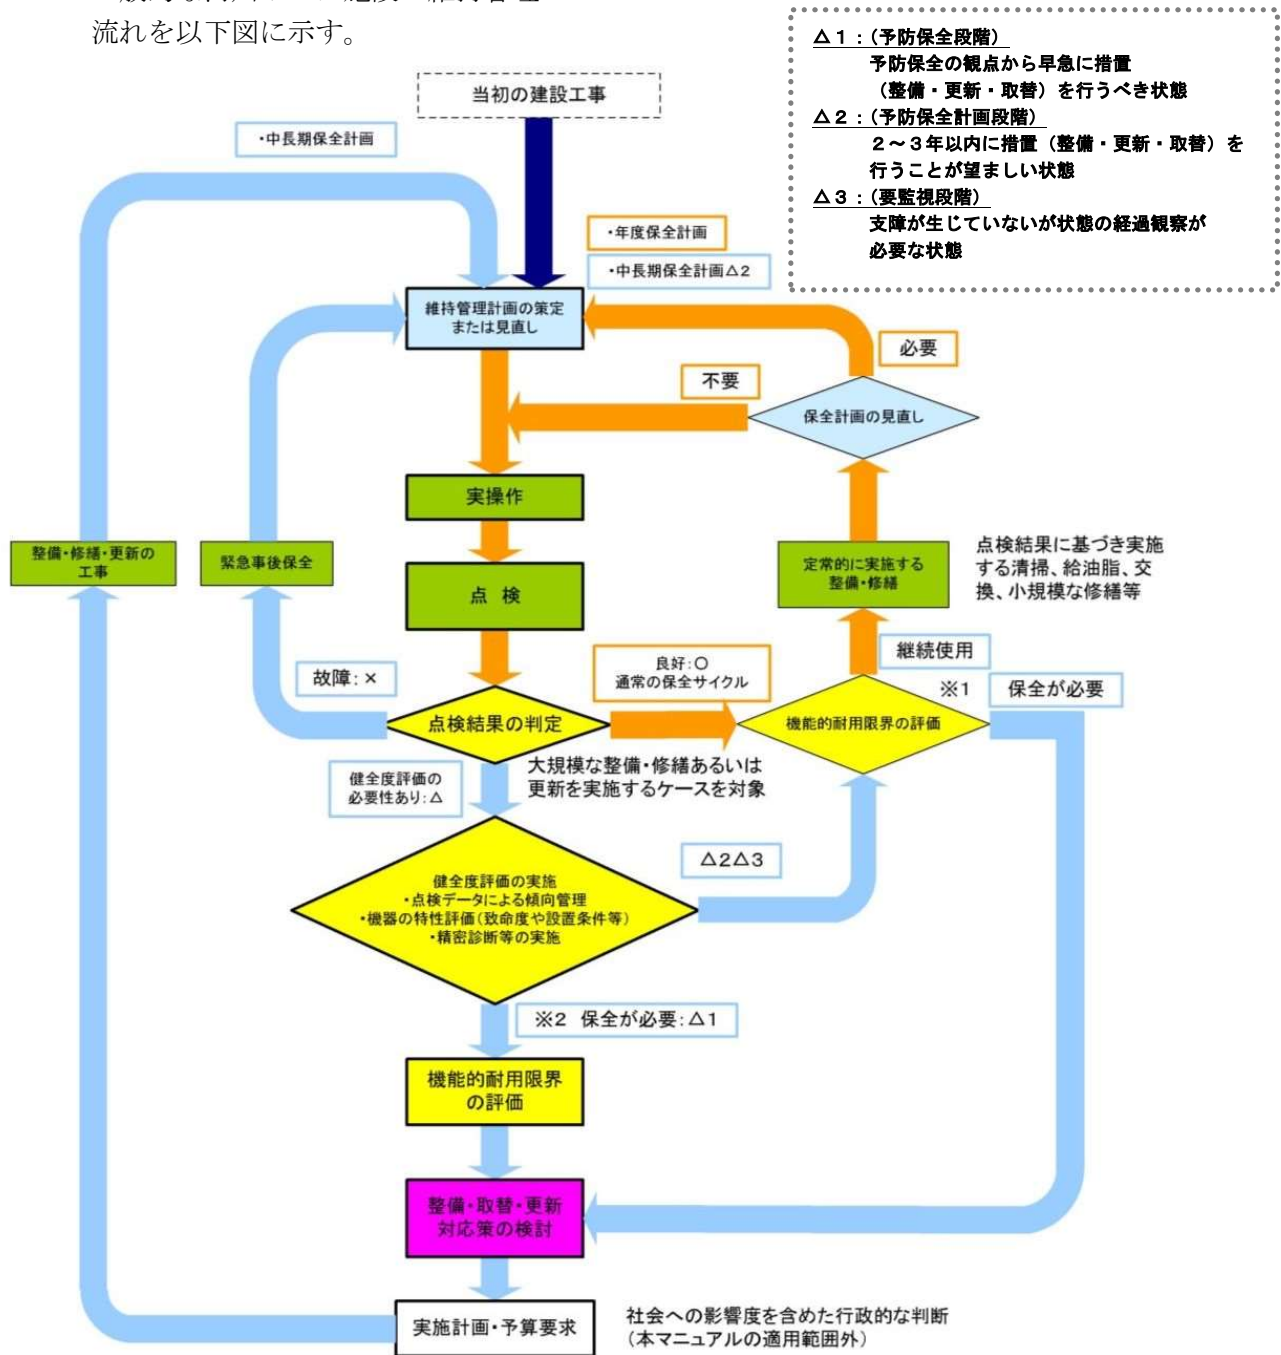 流れを以下図に示す。
△1:(予防保全段階)
予防保全の観点から早急に措置
(整備・更新・取替)を行うべき状態
△2:(予防保全計画段階)
2~3年以内に措置(整備・更新・取替)を
行うことが望ましい状態
△3:(要監視段階)
支障が生じていないが状態の経過観察が
必要な状態
当初の建設工事
・中長期保全計画
・年度保全計画
・中長期保全計画△2
維持管理計画の策定
または見直し
必要
不要
保全計画の見直し
実操作
整備・修繕・更新の
工事
緊急事後保全
点 検
定常的に実施する
整備・修繕
点検結果に基づき実施
する清掃、給油脂、交
換、小規模な修繕等
継続使用
故障:×
良好:○
通常の保全サイクル
※1 保全が必要
点検結果の判定
機能的耐用限界の評価
健全度評価の
必要性あり:△
大規模な整備・修繕あるいは
更新を実施するケースを対象
△2△3
健全度評価の実施
・点検データによる傾向管理
・機器の特性評価(致命度や設置条件等)
・精密診断等の実施
※2 保全が必要:△1
機能的耐用限界
の評価
整備・取替・更新
対応策の検討
実施計画・予算要求
社会への影響度を含めた行政的な判断
(本マニュアルの適用範囲外)